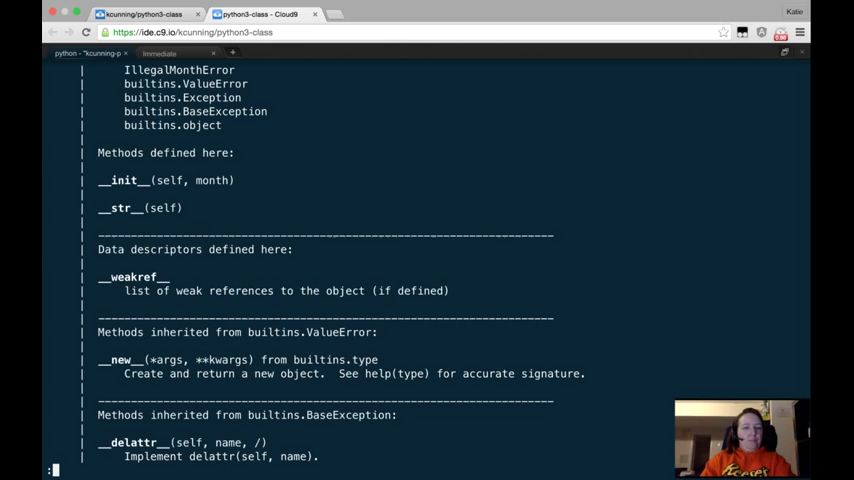 kcunning/python3-class
python3-class - Cloud9
Katie
https://ide.c9.io/kcunning/python3-class
python - "kcunning-p
Immediate
| IllegalMonthError
| builtins.ValueError
| builtins.Exception
| builtins.BaseException
| builtins.object
|
| Methods defined here:
|
| __init__(self, month)
|
| __str__(self)
|
| ----------------------------------------------------------------------
| Data descriptors defined here:
|
| __weakref__
| list of weak references to the object (if defined)
|
| ----------------------------------------------------------------------
| Methods inherited from builtins.ValueError:
|
| __new__(*args, **kwargs) from builtins.type
| Create and return a new object.  See help(type) for accurate signature.
|
| ----------------------------------------------------------------------
| Methods inherited from builtins.BaseException:
|
| __delattr__(self, name, /)
| Implement delattr(self, name).
: